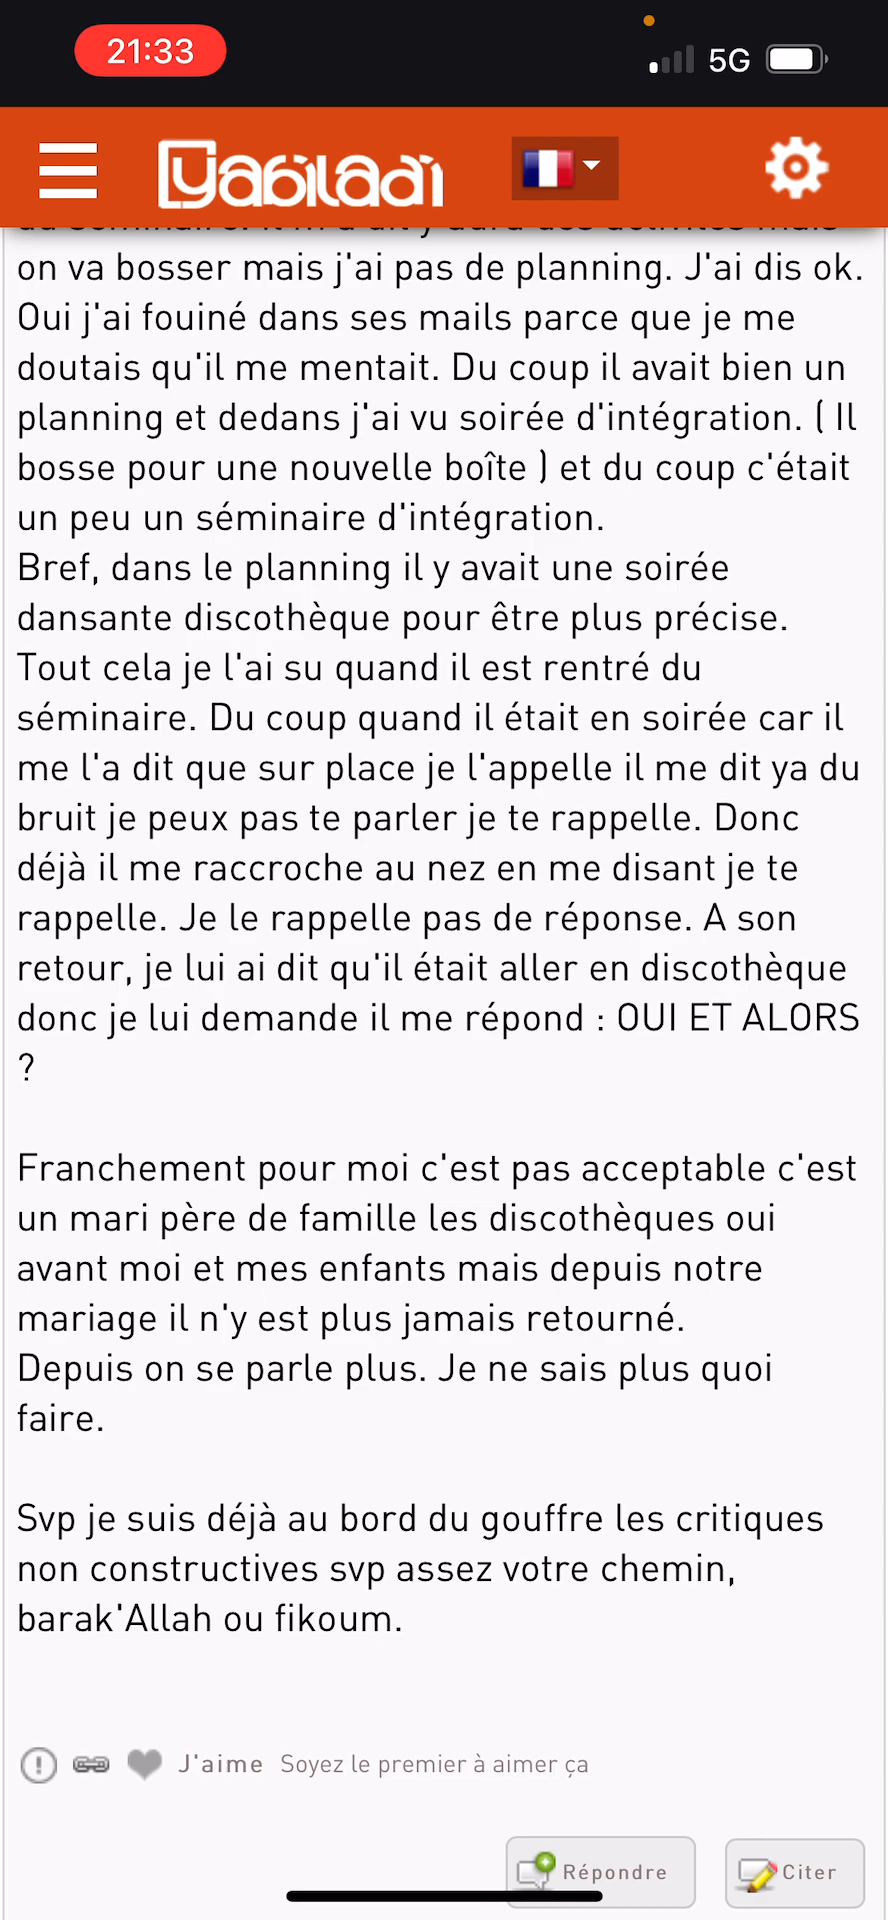 21:33
5G
Yabiladi
on va bosser mais j'ai pas de planning. J'ai dis ok.
Oui j'ai fouiné dans ses mails parce que je me
doutais qu'il me mentait. Du coup il avait bien un
planning et dedans j'ai vu soirée d'intégration. ( Il
bosse pour une nouvelle boîte ) et du coup c'était
un peu un séminaire d'intégration.
Bref, dans le planning il y avait une soirée
dansante discothèque pour être plus précise.
Tout cela je l'ai su quand il est rentré du
séminaire. Du coup quand il était en soirée car il
me l'a dit que sur place je l'appelle il me dit ya du
bruit je peux pas te parler je te rappelle. Donc
déjà il me raccroche au nez en me disant je te
rappelle. Je le rappelle pas de réponse. A son
retour, je lui ai dit qu'il était aller en discothèque
donc je lui demande il me répond : OUI ET ALORS
?
Franchement pour moi c'est pas acceptable c'est
un mari père de famille les discothèques oui
avant moi et mes enfants mais depuis notre
mariage il n'y est plus jamais retourné.
Depuis on se parle plus. Je ne sais plus quoi
faire.
Svp je suis déjà au bord du gouffre les critiques
non constructives svp assez votre chemin,
barak'Allah ou fikoum.
J'aime Soyez le premier à aimer ça
Répondre Citer